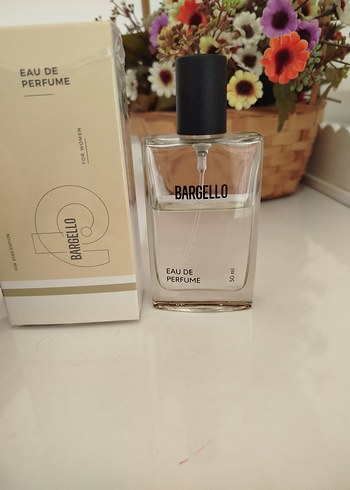 EAU DE
PERFUME
FOR WOMEN
BARGELLO
BARGELLO
EAU DE
PERFUME
50 ml